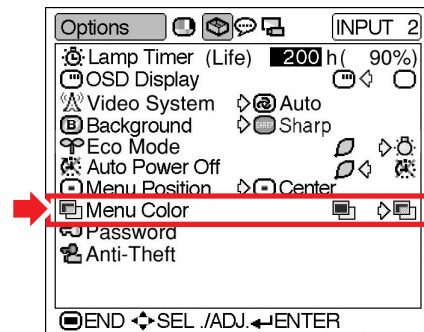 Options INPUT 2
Lamp Timer (Life) 200 h( 90%)
OSD Display
Video System Auto
B Background SHARP Sharp
Eco Mode
Auto Power Off
Menu Position Center
Menu Color
Password
Anti-Theft
END SEL./ADJ. ENTER